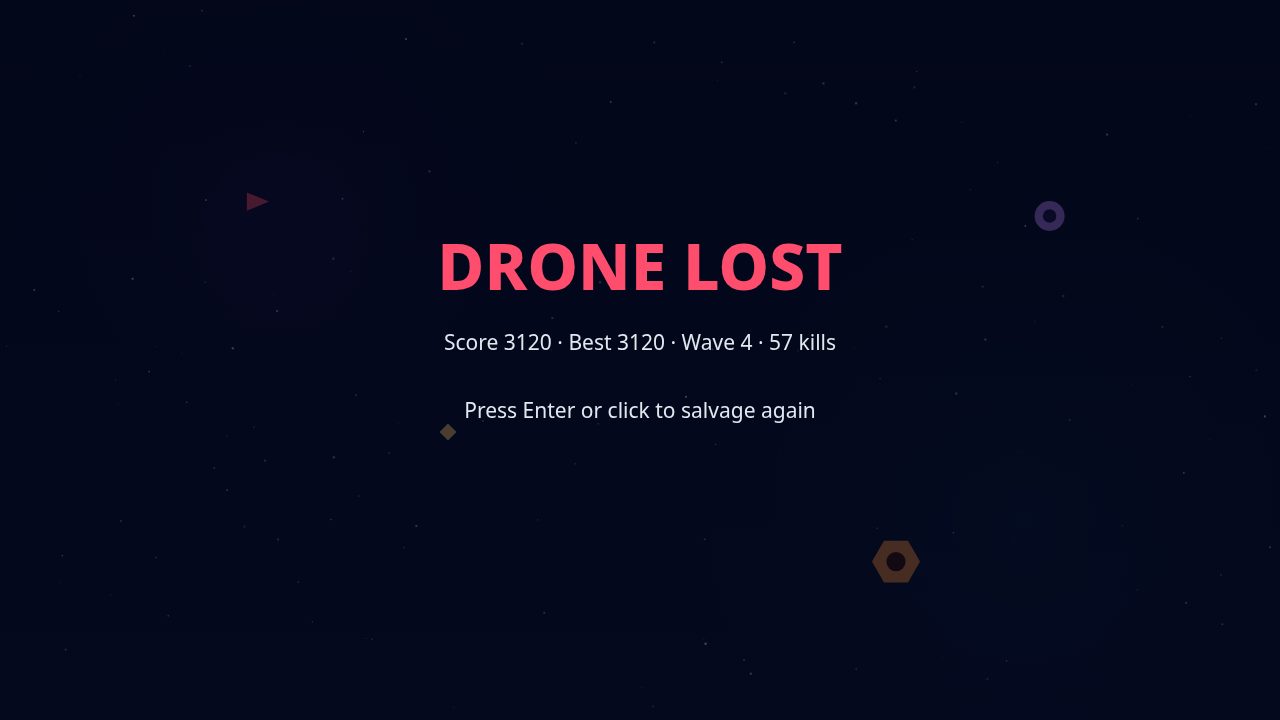 DRONE LOST
Score 3120 · Best 3120 · Wave 4 · 57 kills
Press Enter or click to salvage again